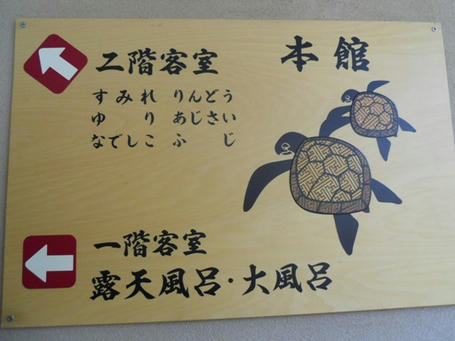 本館
二階客室
すみれ りんどう
ゆり あじさい
なでしこ ふじ
一階客室
露天風呂・大風呂